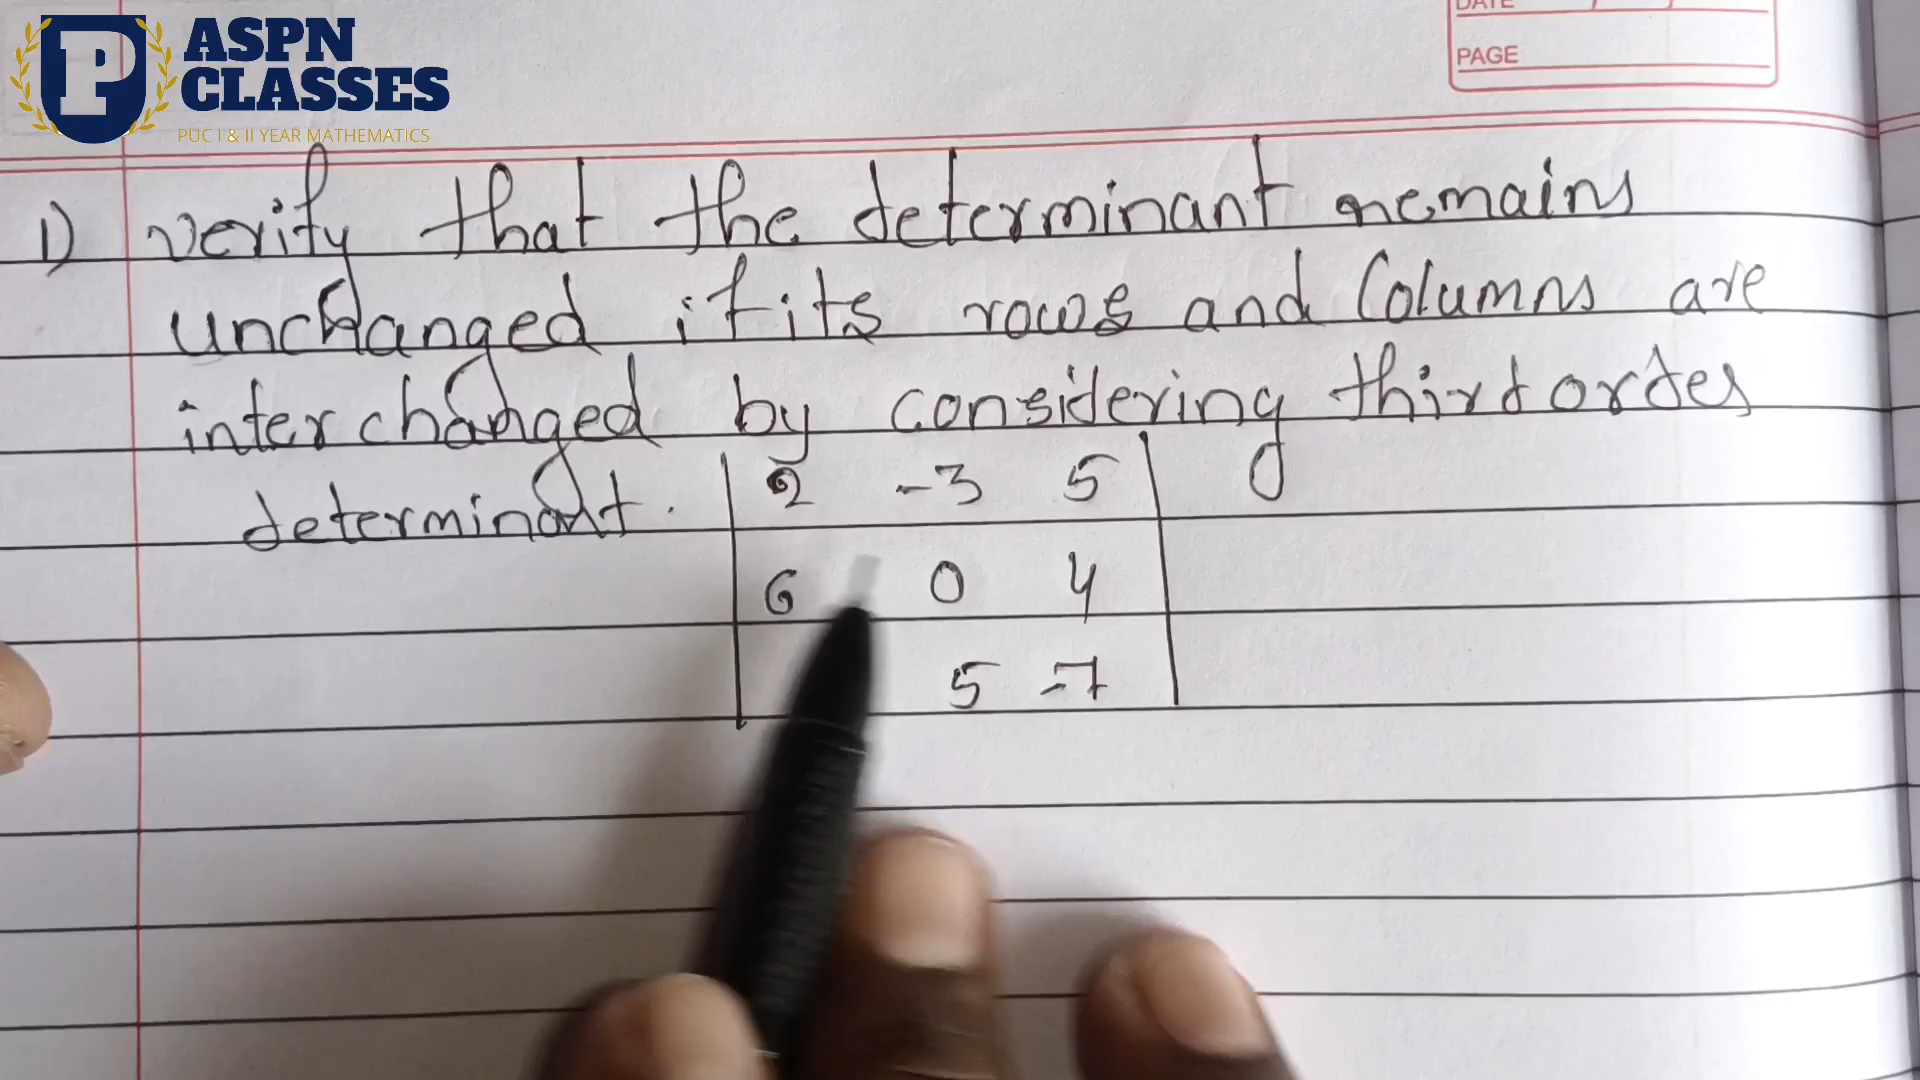 ASPN
CLASSES
PUC I & II YEAR MATHEMATICS
DATE
PAGE
1) verify that the determinant remains
unchanged if its rows and Columns are
interchanged by considering third order
determinant. 2 -3 5
6 0 4
5 -7